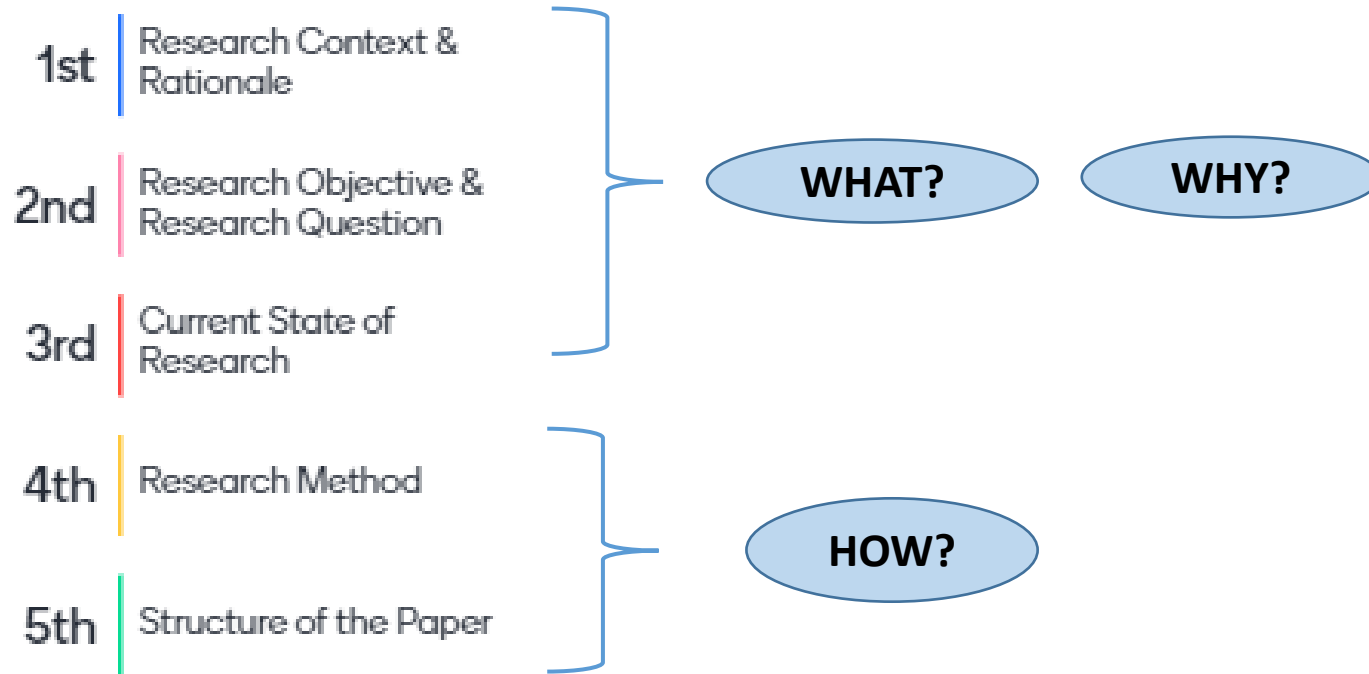 1st
Research Context &
Rationale
2nd
Research Objective &
Research Question
3rd
Current State of
Research
4th
Research Method
5th
Structure of the Paper
WHAT?
WHY?
HOW?